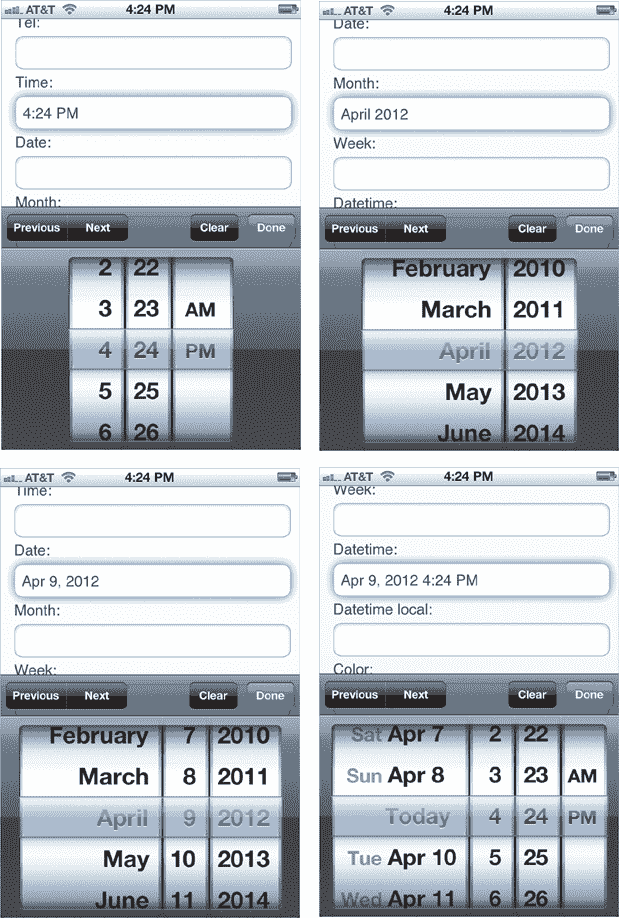 AT&T 4:24 PM
Tel:
Time:
4:24 PM
Date:
Month:
Previous Next Clear Done
2 22
3 23 AM
4 24 PM
5 25
6 26
AT&T 4:24 PM
Date:
Month:
April 2012
Week:
Datetime:
Previous Next Clear Done
February 2010
March 2011
April 2012
May 2013
June 2014
AT&T 4:24 PM
Time:
Date:
Apr 9, 2012
Month:
Week:
Previous Next Clear Done
February 7 2010
March 8 2011
April 9 2012
May 10 2013
June 11 2014
AT&T 4:24 PM
Week:
Datetime:
Apr 9, 2012 4:24 PM
Datetime local:
Color:
Previous Next Clear Done
Sat Apr 7 2 22
Sun Apr 8 3 23 AM
Today 4 24 PM
Tue Apr 10 5 25
Wed Apr 11 6 26